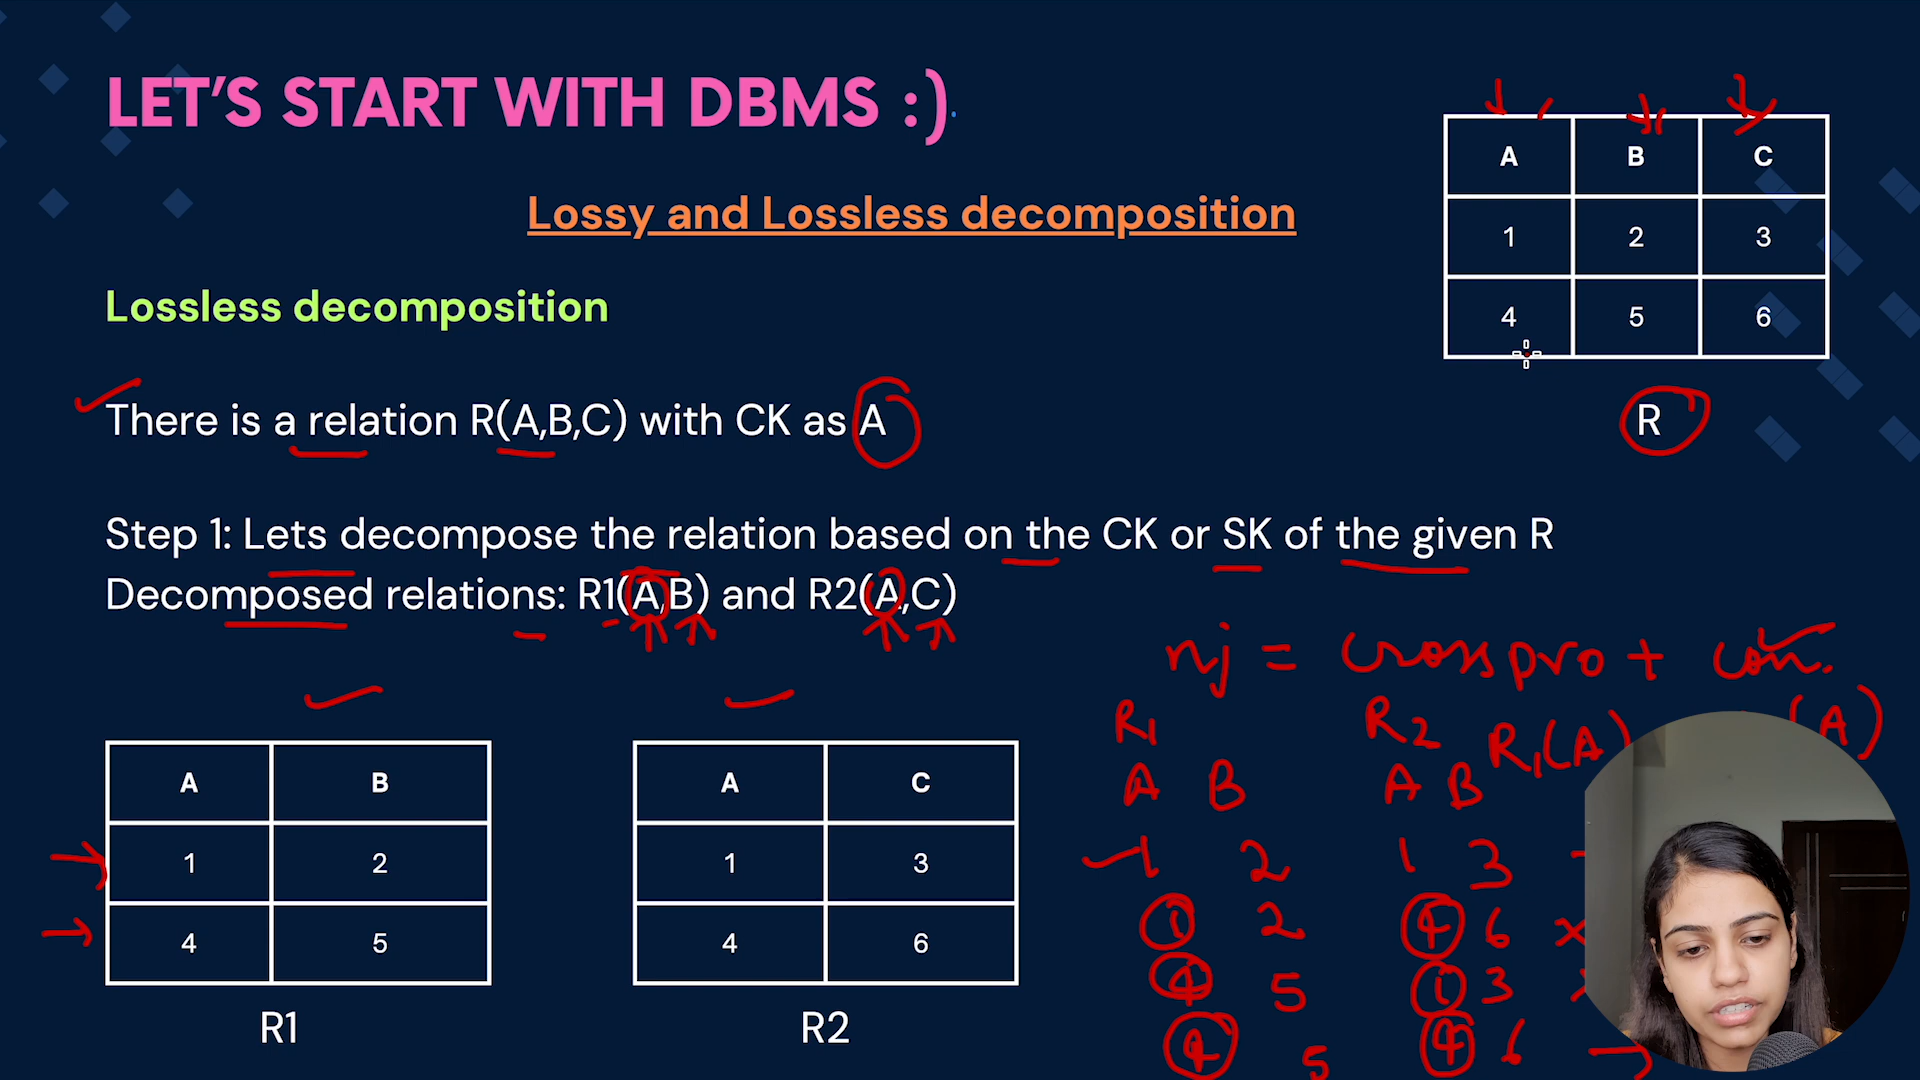 LET'S START WITH DBMS :)
Lossy and Lossless decomposition
A B C
1 2 3
4 5 6
R
Lossless decomposition
There is a relation R(A,B,C) with CK as A
Step 1: Lets decompose the relation based on the CK or SK of the given R
Decomposed relations: R1(A,B) and R2(A,C)
A B
1 2
4 5
R1
A C
1 3
4 6
R2
nj = cross pro + con.
R1 R2 R1(A) (A)
A B A B
1 2 1 3
1 2 4 6 x
4 5 1 3
4 5 4 6